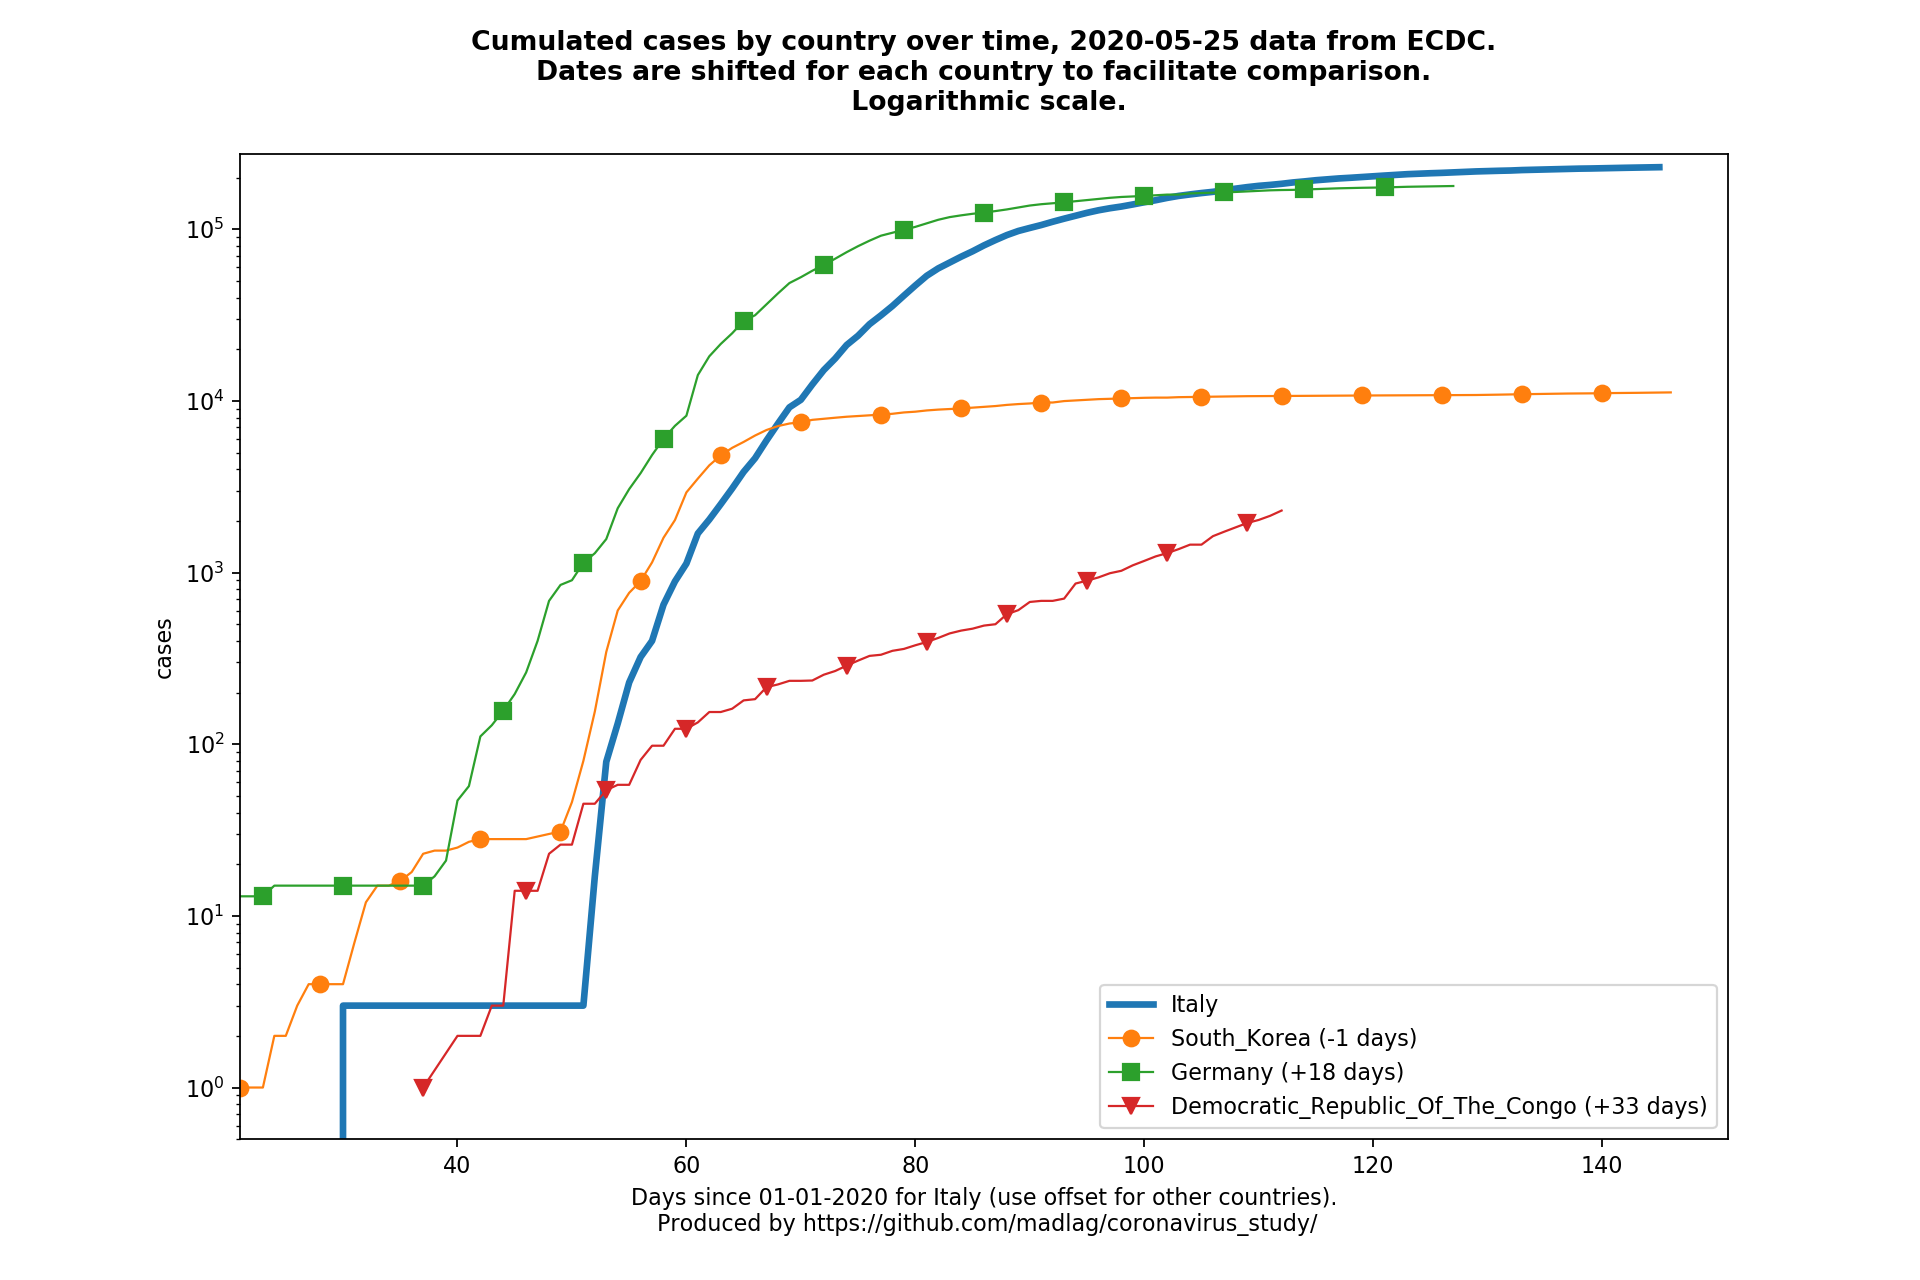 Cumulated cases by country over time, 2020-05-25 data from ECDC.
Dates are shifted for each country to facilitate comparison.
Logarithmic scale.
10^5
10^4
10^3
10^2
10^1
10^0
cases
Italy
South_Korea (-1 days)
Germany (+18 days)
Democratic_Republic_Of_The_Congo (+33 days)
40 60 80 100 120 140
Days since 01-01-2020 for Italy (use offset for other countries).
Produced by https://github.com/madlag/coronavirus_study/